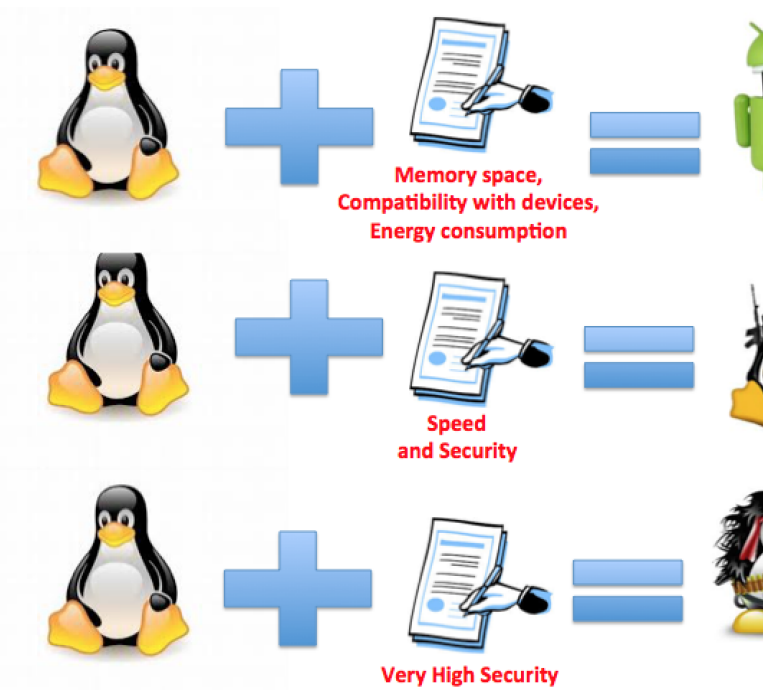 Memory space,
Compatibility with devices,
Energy consumption
Speed
and Security
Very High Security